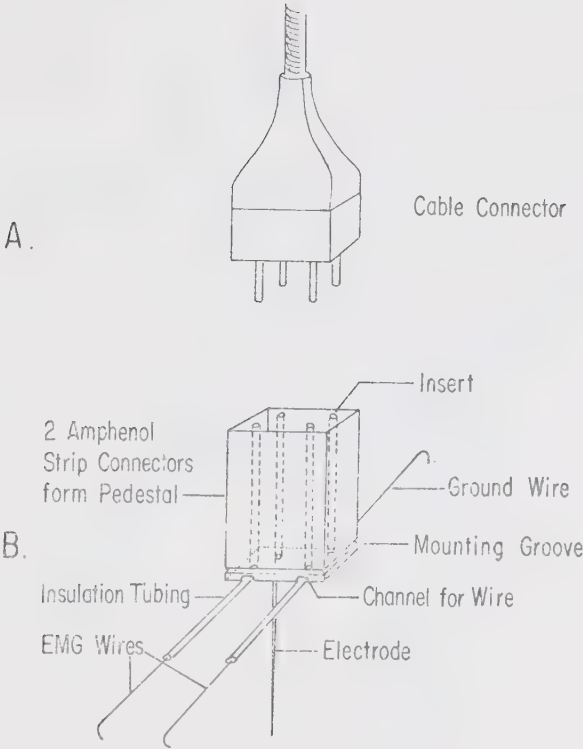 A.
Cable Connector
Insert
2 Amphenol
Strip Connectors
form Pedestal
Ground Wire
B.
Mounting Groove
Insulation Tubing
Channel for Wire
EMG Wires
Electrode